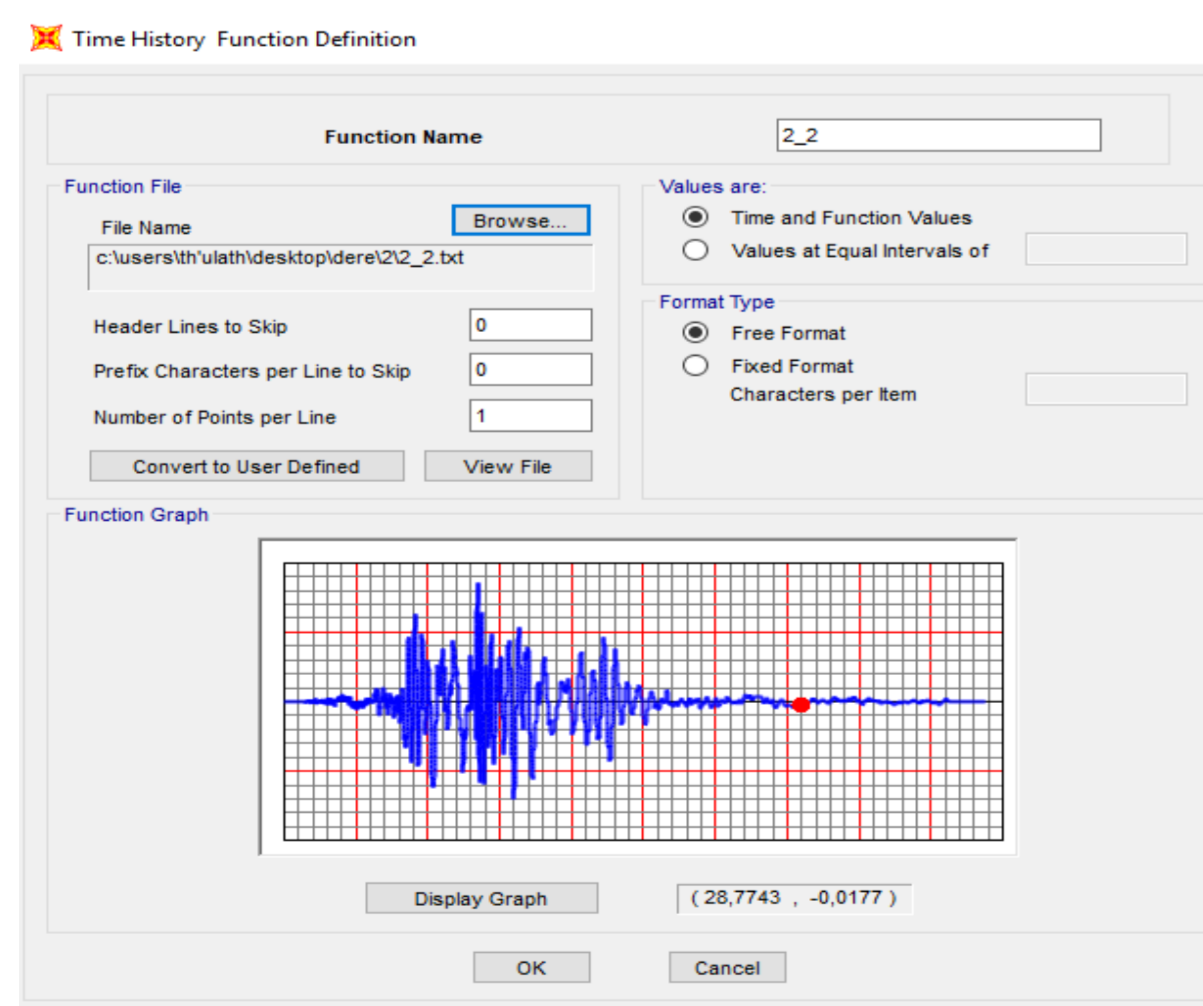 Time History Function Definition
Function Name
2_2
Function File
File Name
Browse...
c:\users\th'ulath\desktop\dere\2\2_2.txt
Header Lines to Skip
0
Prefix Characters per Line to Skip
0
Number of Points per Line
1
Convert to User Defined
View File
Values are:
Time and Function Values
Values at Equal Intervals of
Format Type
Free Format
Fixed Format
Characters per Item
Function Graph
Display Graph
( 28,7743 , -0,0177 )
OK
Cancel